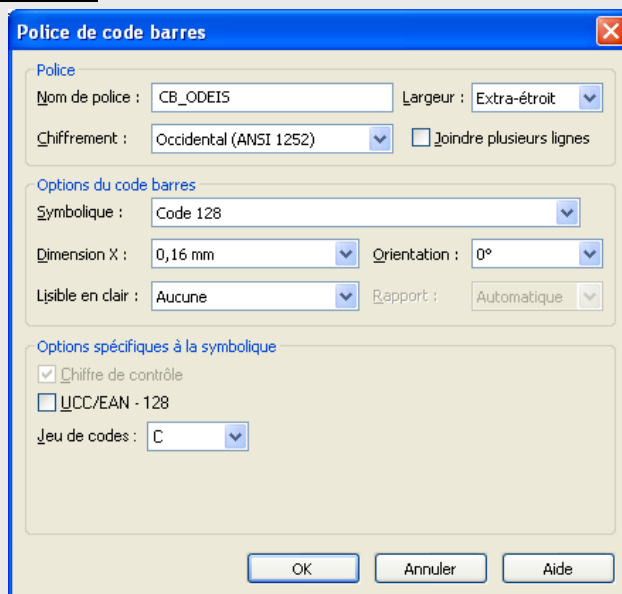 Police de code barres
Police
Nom de police : CB_ODEIS Largeur : Extra-étroit
Chiffrement : Occidental (ANSI 1252) Joindre plusieurs lignes
Options du code barres
Symbolique : Code 128
Dimension X : 0,16 mm Orientation : 0°
Lisible en clair : Aucune Rapport : Automatique
Options spécifiques à la symbolique
Chiffre de contrôle
UCC/EAN - 128
Jeu de codes : C
OK Annuler Aide